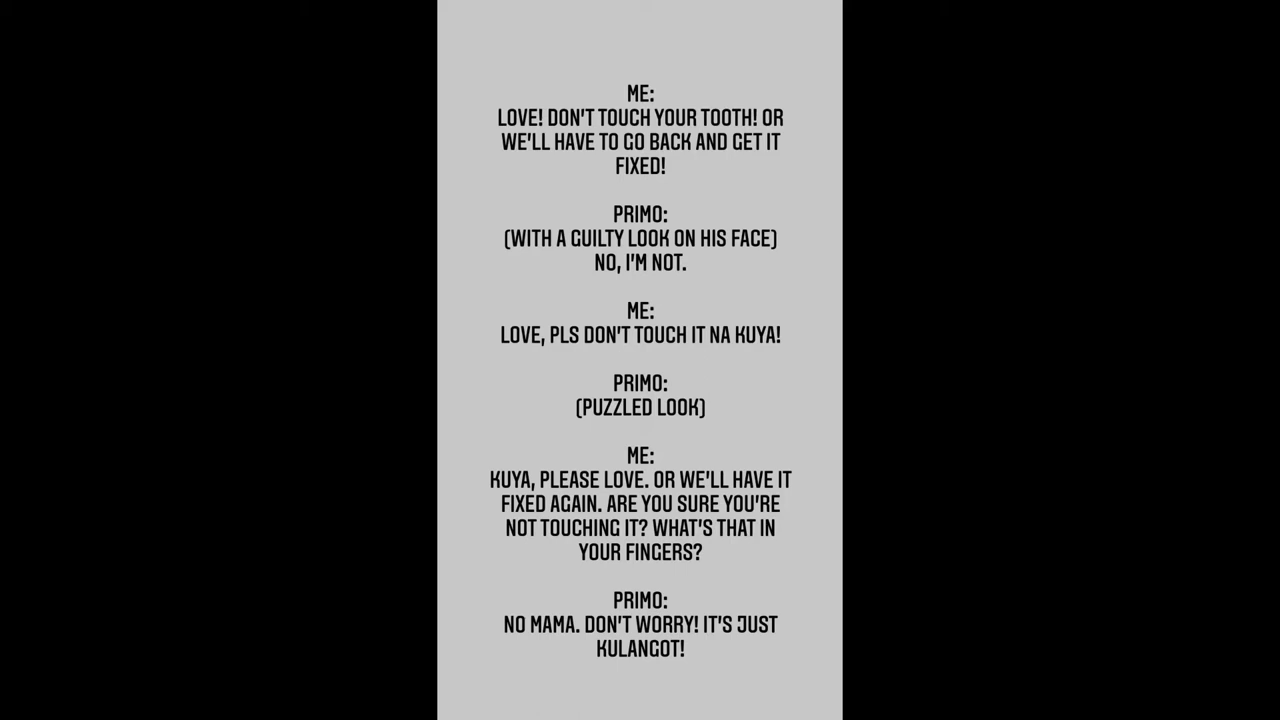 ME:
LOVE! DON'T TOUCH YOUR TOOTH! OR
WE'LL HAVE TO GO BACK AND GET IT
FIXED!
PRIMO:
(WITH A GUILTY LOOK ON HIS FACE)
NO, I'M NOT.
ME:
LOVE, PLS DON'T TOUCH IT NA KUYA!
PRIMO:
(PUZZLED LOOK)
ME:
KUYA, PLEASE LOVE. OR WE'LL HAVE IT
FIXED AGAIN. ARE YOU SURE YOU'RE
NOT TOUCHING IT? WHAT'S THAT IN
YOUR FINGERS?
PRIMO:
NO MAMA. DON'T WORRY! IT'S JUST
KULANGOT!